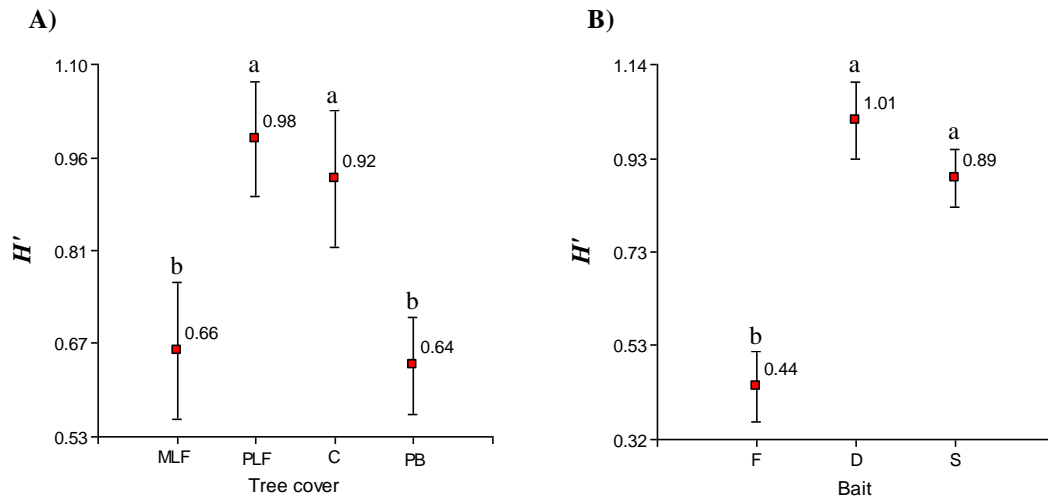 A)
1.10
0.96
0.81
0.67
0.53
H'
a
0.98
a
0.92
b
0.66
b
0.64
MLF PLF C PB
Tree cover
B)
1.14
0.93
0.73
0.53
0.32
H'
a
1.01
a
0.89
b
0.44
F D S
Bait